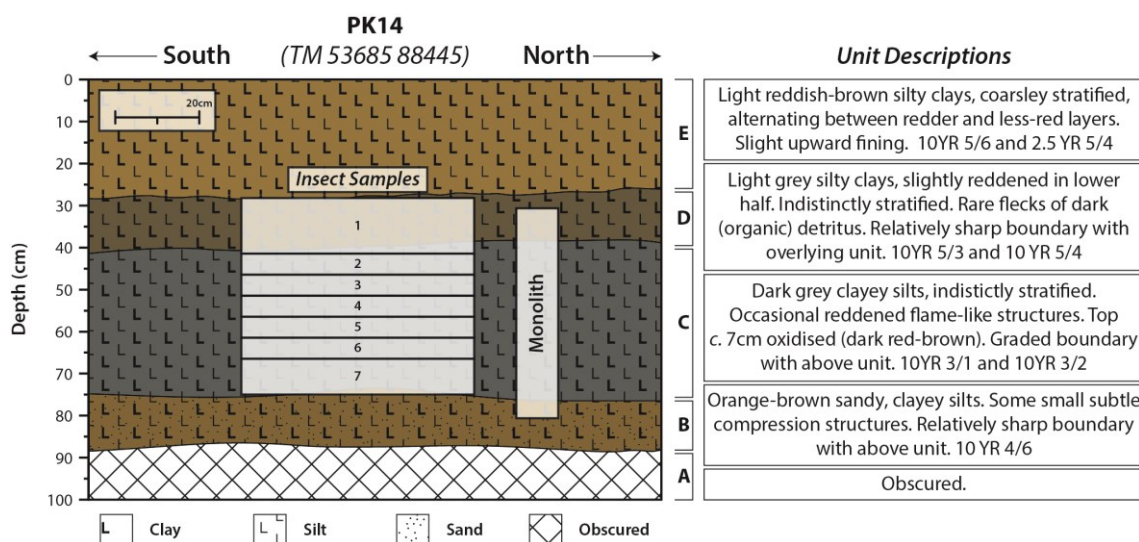 PK14
South (TM 53685 88445) North
Unit Descriptions
Depth (cm)
0
10
20
30
40
50
60
70
80
90
100
20cm
Insect Samples
1
2
3
4
5
6
7
Monolith
E
Light reddish-brown silty clays, coarsley stratified,
alternating between redder and less-red layers.
Slight upward fining. 10YR 5/6 and 2.5 YR 5/4
D
Light grey silty clays, slightly reddened in lower
half. Indistinctly stratified. Rare flecks of dark
(organic) detritus. Relatively sharp boundary with
overlying unit. 10YR 5/3 and 10 YR 5/4
C
Dark grey clayey silts, indistictly stratified.
Occasional reddened flame-like structures. Top
c. 7cm oxidised (dark red-brown). Graded boundary
with above unit. 10YR 3/1 and 10YR 3/2
B
Orange-brown sandy, clayey silts. Some small subtle
compression structures. Relatively sharp boundary
with above unit. 10 YR 4/6
A
Obscured.
Clay
Silt
Sand
Obscured